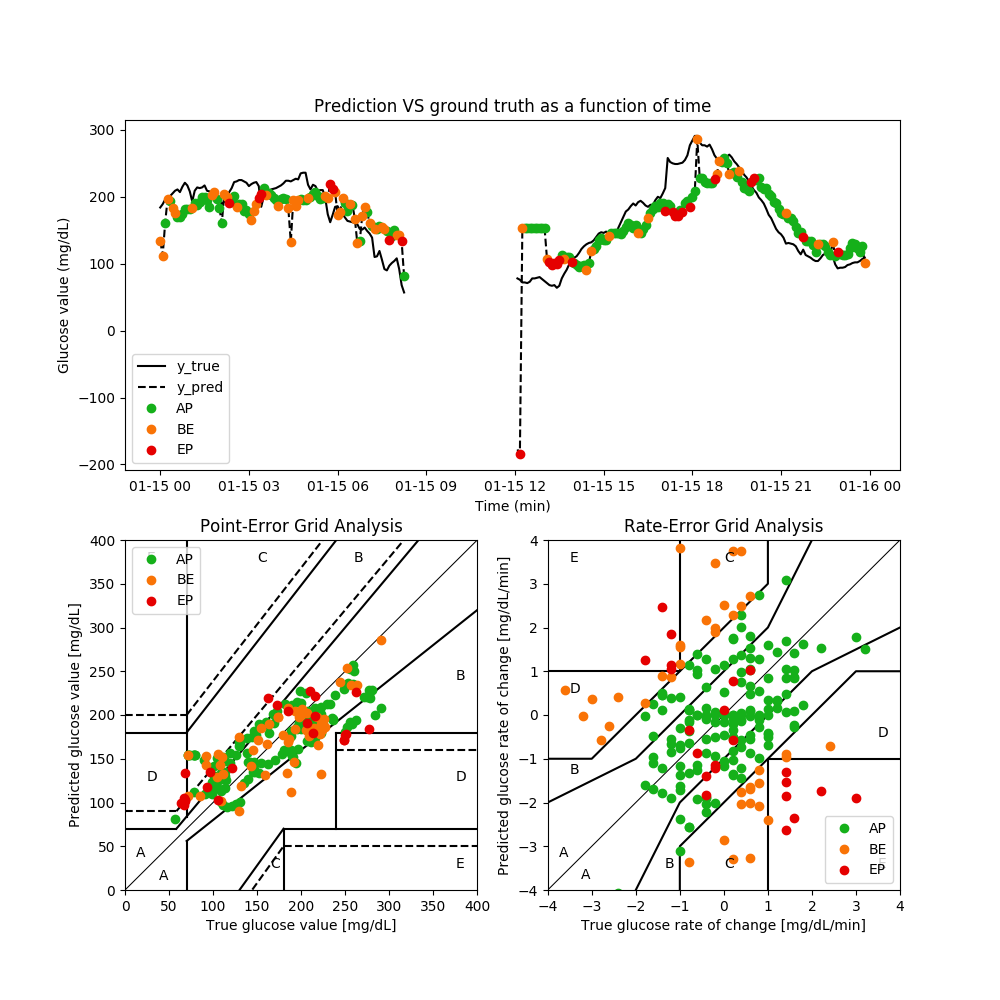 Prediction VS ground truth as a function of time
Glucose value (mg/dL)
300
200
100
0
−100
−200
y_true
y_pred
AP
BE
EP
01-15 00 01-15 03 01-15 06 01-15 09 01-15 12 01-15 15 01-15 18 01-15 21 01-16 00
Time (min)
Point-Error Grid Analysis
Predicted glucose value [mg/dL]
400
350
300
250
200
150
100
50
0
AP
BE
EP
C
B
B
D
D
A
A
C
E
0 50 100 150 200 250 300 350 400
True glucose value [mg/dL]
Rate-Error Grid Analysis
Predicted glucose rate of change [mg/dL/min]
4
3
2
1
0
−1
−2
−3
−4
E
C
D
D
B
A
A
B
C
AP
BE
EP
−4 −3 −2 −1 0 1 2 3 4
True glucose rate of change [mg/dL/min]